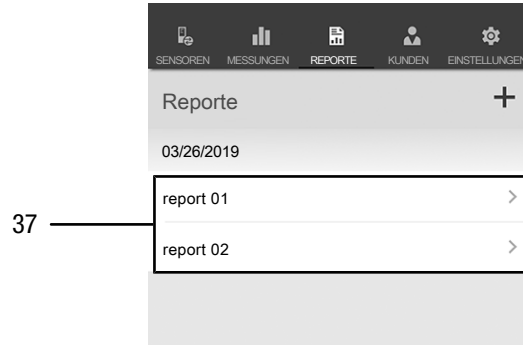 SENSOREN MESSUNGEN REPORTE KUNDEN EINSTELLUNGEN
Reporte +
03/26/2019
report 01 >
37
report 02 >